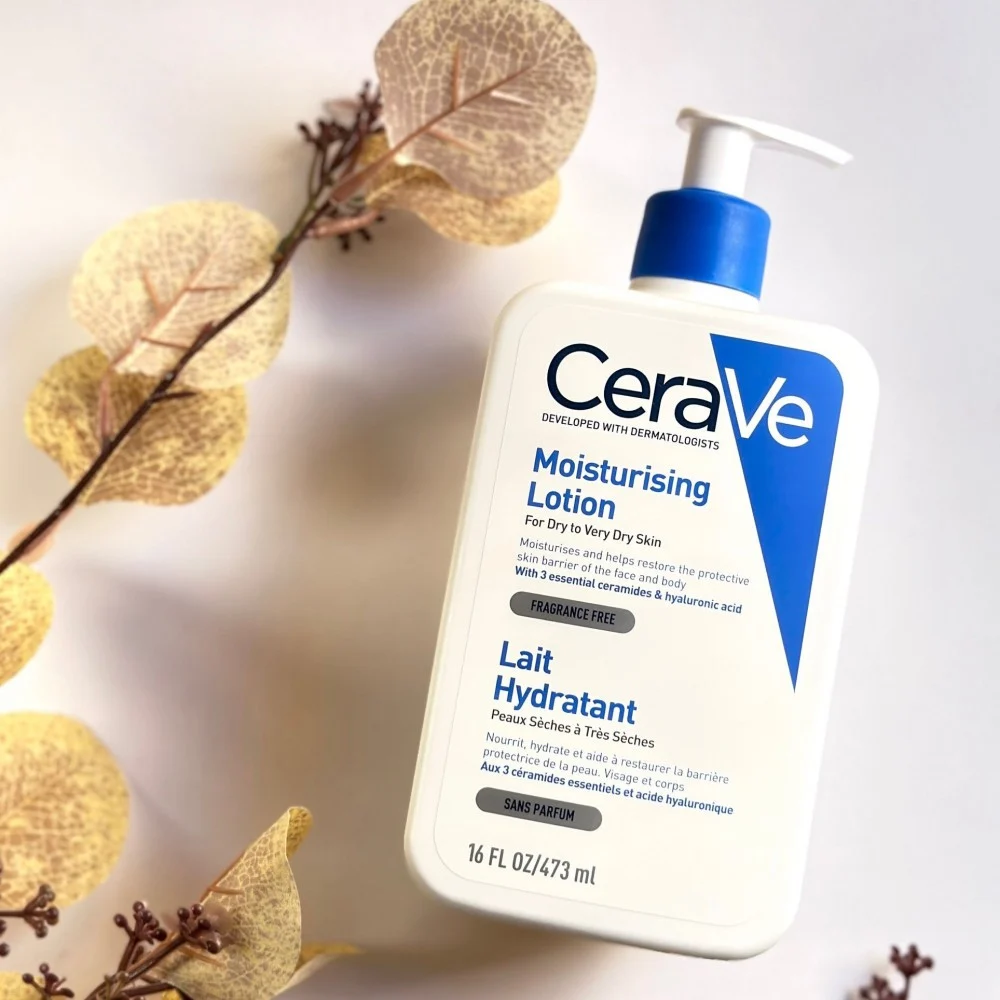 CeraVe
DEVELOPED WITH DERMATOLOGISTS
Moisturising
Lotion
For Dry to Very Dry Skin
Moisturises and helps restore the protective
skin barrier of the face and body
With 3 essential ceramides & hyaluronic acid
FRAGRANCE FREE
Lait
Hydratant
Peaux Sèches à Très Sèches
Nourrit, hydrate et aide à restaurer la barrière
protectrice de la peau. Visage et corps
Aux 3 céramides essentiels et acide hyaluronique
SANS PARFUM
16 FL OZ/473 ml